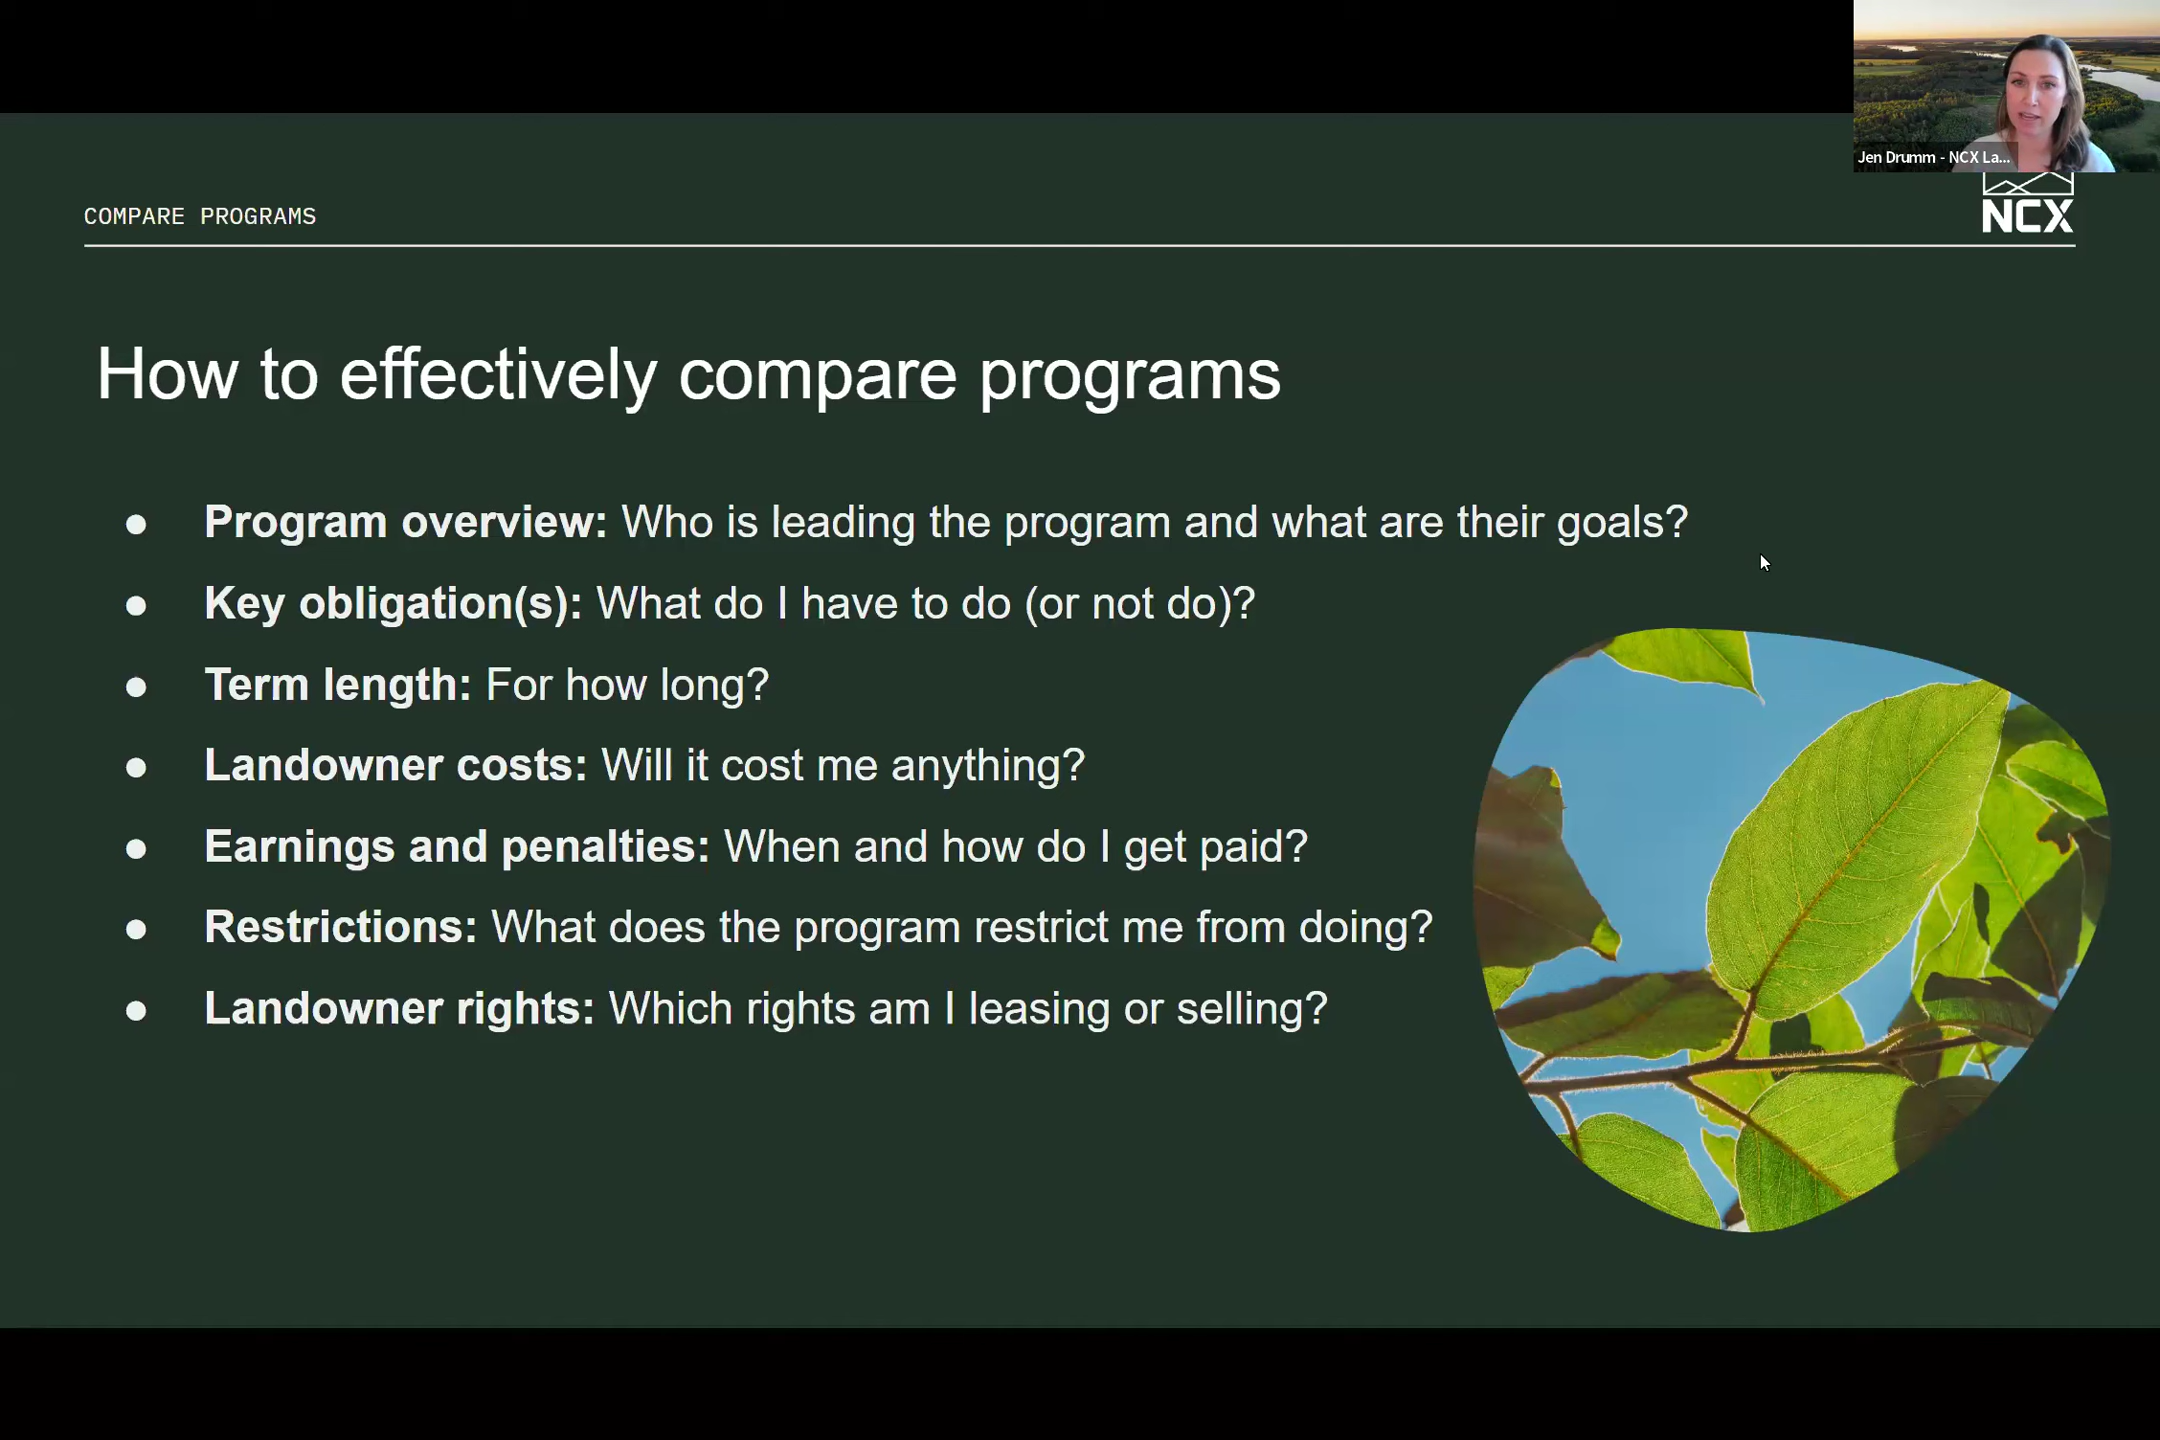 Jen Drumm - NCX La...
COMPARE PROGRAMS
NCX
How to effectively compare programs
● Program overview: Who is leading the program and what are their goals?
● Key obligation(s): What do I have to do (or not do)?
● Term length: For how long?
● Landowner costs: Will it cost me anything?
● Earnings and penalties: When and how do I get paid?
● Restrictions: What does the program restrict me from doing?
● Landowner rights: Which rights am I leasing or selling?